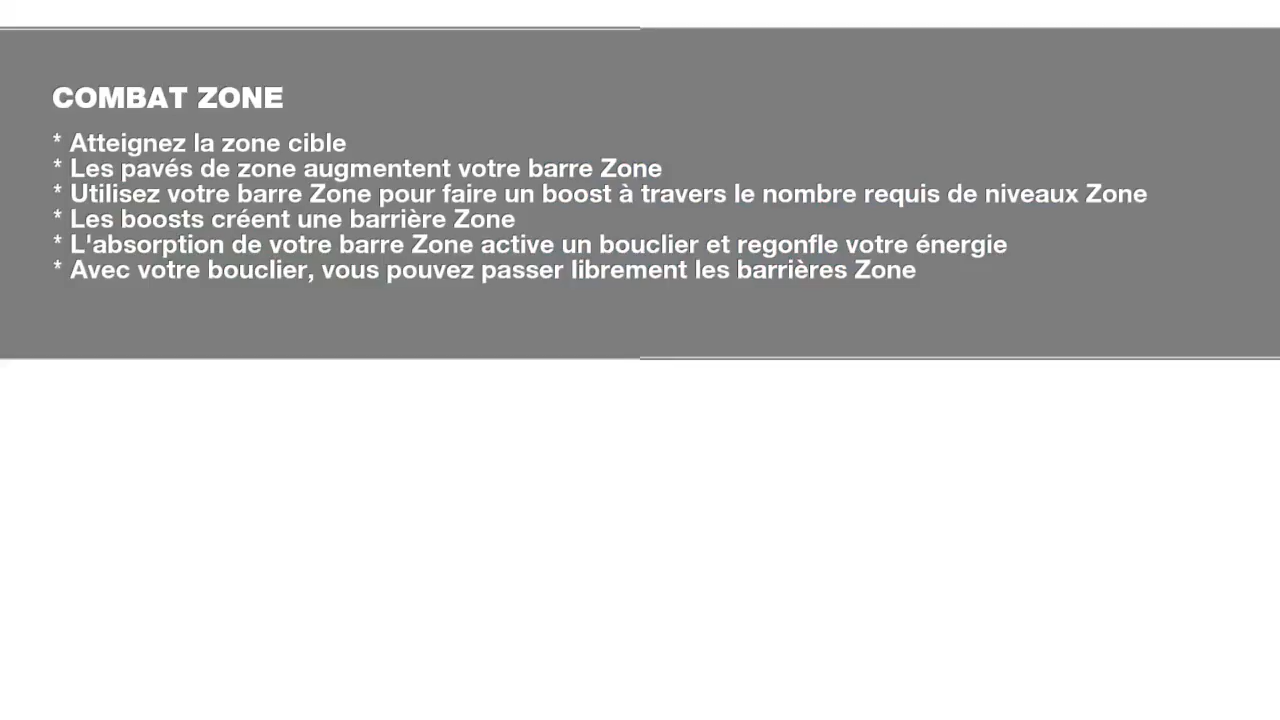 COMBAT ZONE
* Atteignez la zone cible
* Les pavés de zone augmentent votre barre Zone
* Utilisez votre barre Zone pour faire un boost à travers le nombre requis de niveaux Zone
* Les boosts créent une barrière Zone
* L'absorption de votre barre Zone active un bouclier et regonfle votre énergie
* Avec votre bouclier, vous pouvez passer librement les barrières Zone